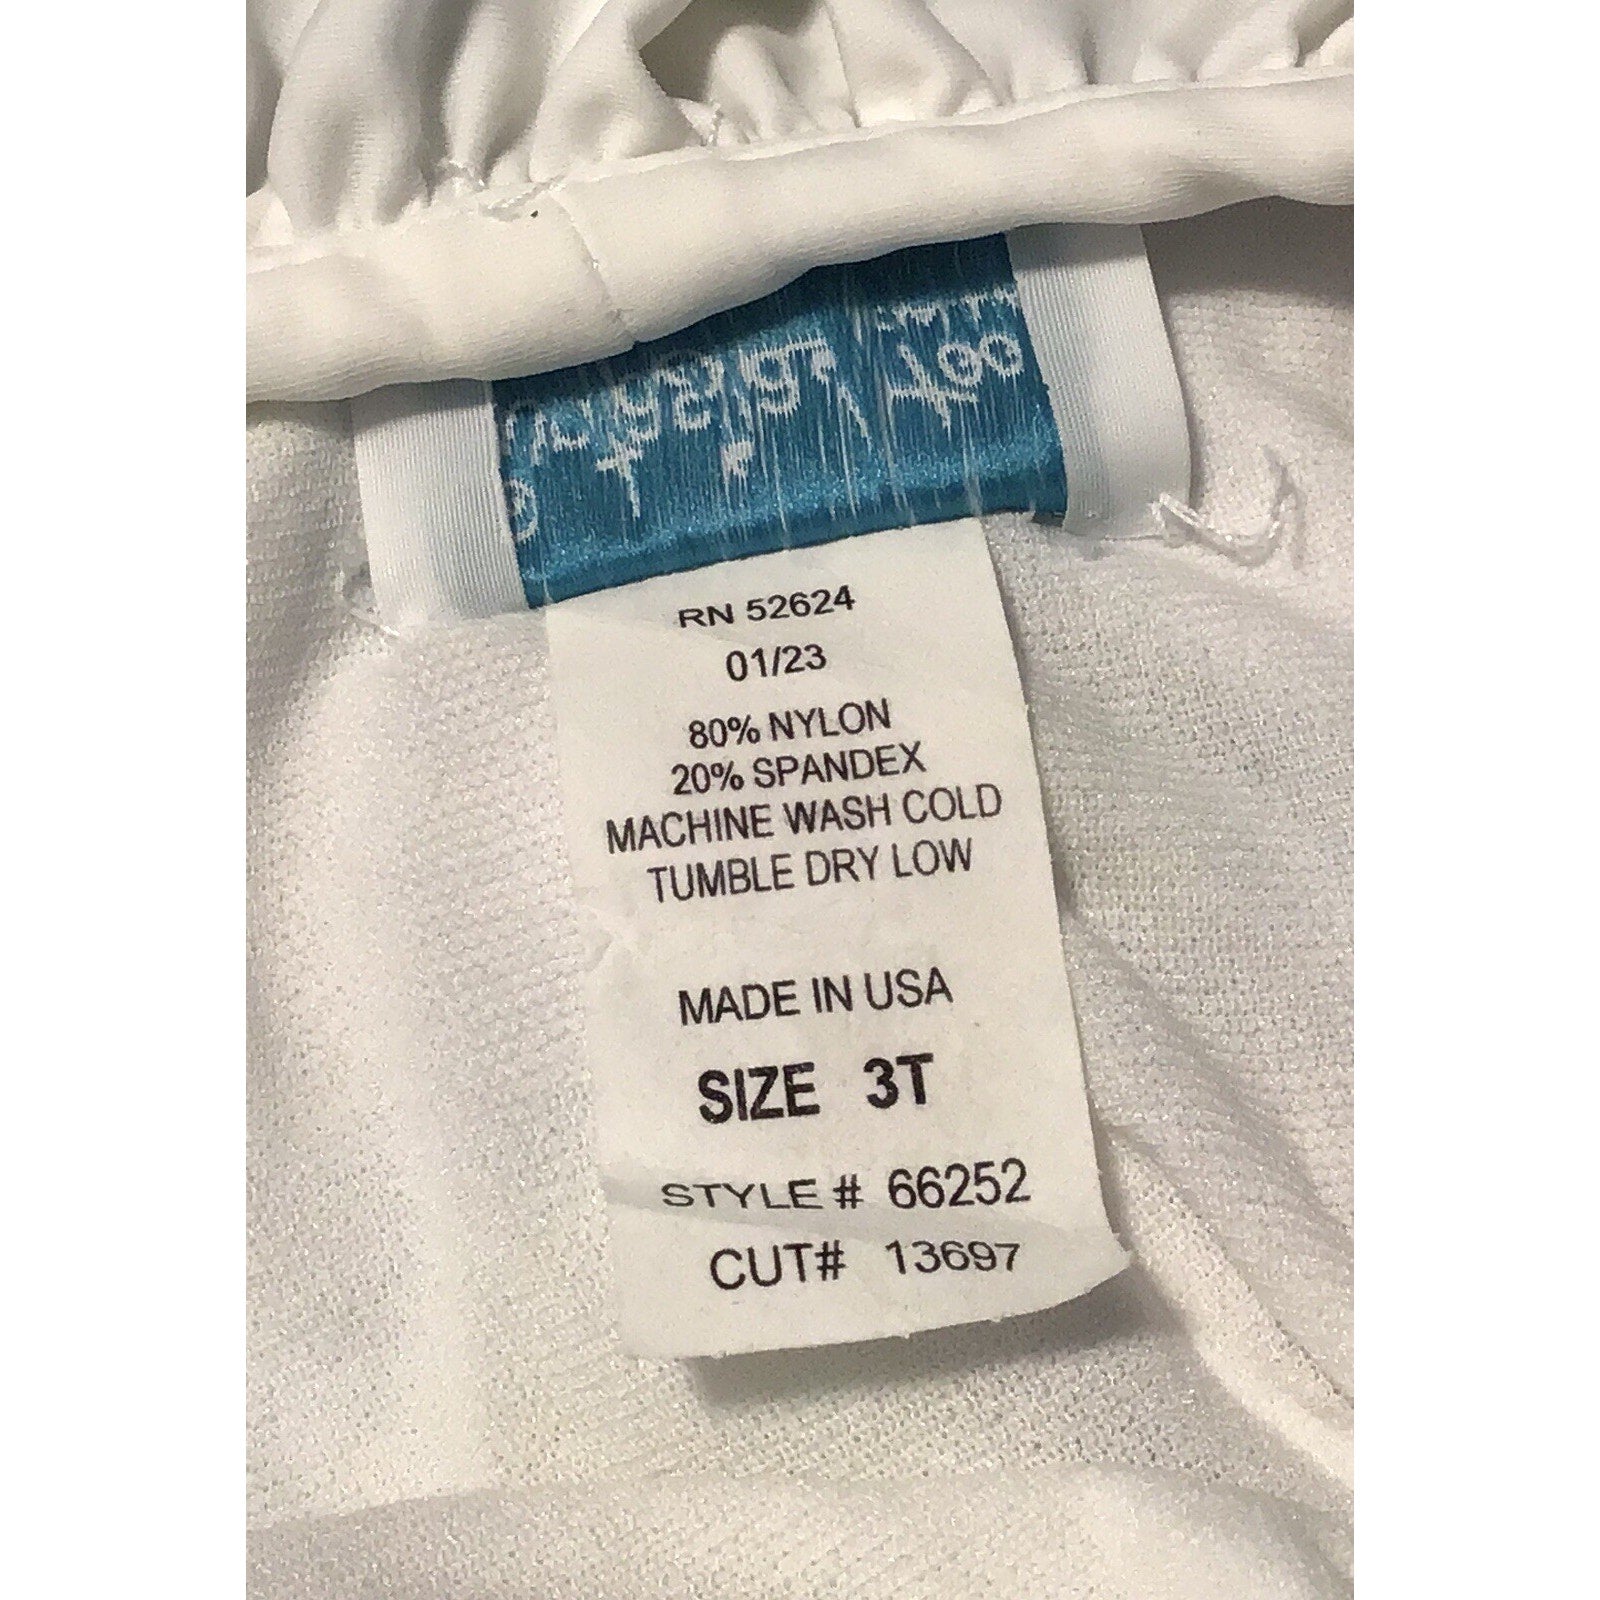 RN 52624
01/23
80% NYLON
20% SPANDEX
MACHINE WASH COLD
TUMBLE DRY LOW
MADE IN USA
SIZE 3T
STYLE # 66252
CUT# 13697